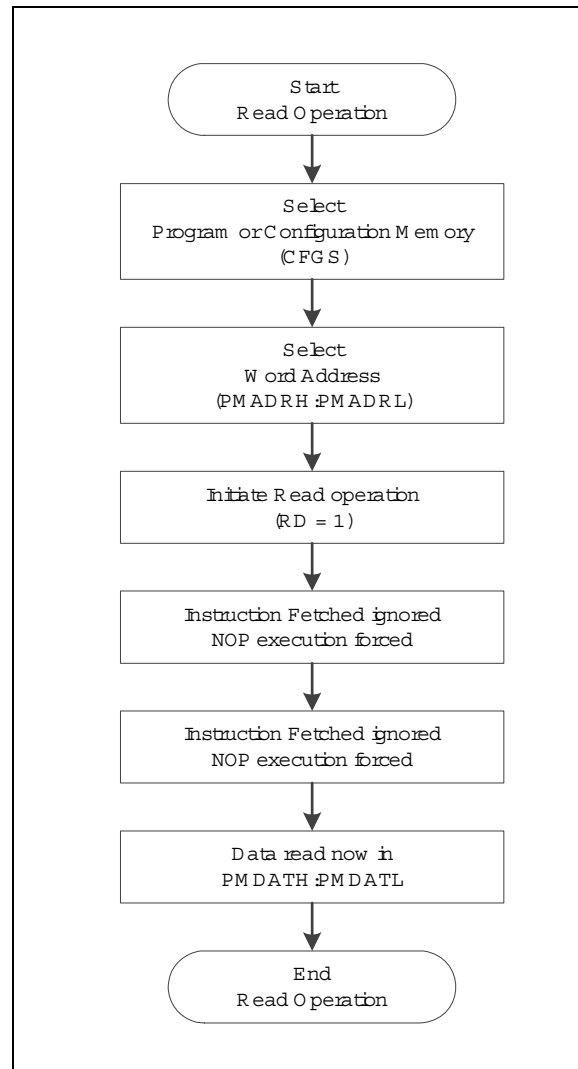 Start
Read Operation
Select
Program or Configuration Memory
(CFGS)
Select
Word Address
(PMADRH:PMADRL)
Initiate Read operation
(RD = 1)
Instruction Fetched ignored
NOP execution forced
Instruction Fetched ignored
NOP execution forced
Data read now in
PMDATH:PMDATL
End
Read Operation